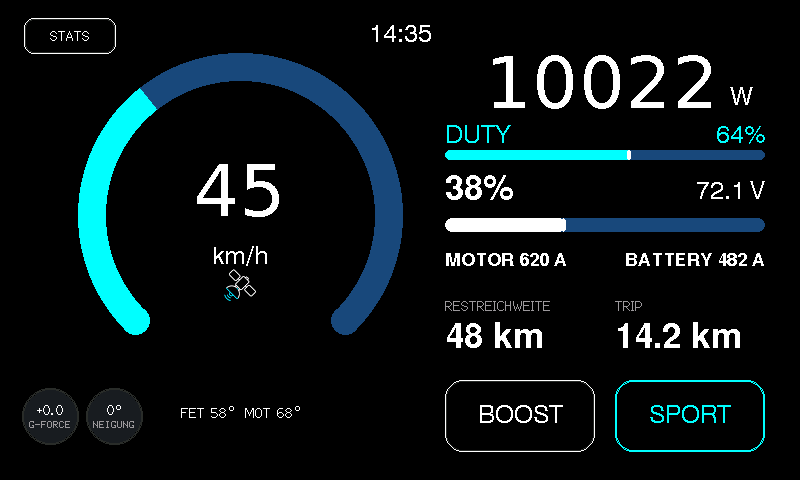 STATS
14:35
10022 W
DUTY 64%
38% 72.1 V
45
km/h
MOTOR 620 A BATTERY 482 A
RESTREICHWEITE TRIP
48 km 14.2 km
+0.0
G-FORCE
0°
NEIGUNG
FET 58° MOT 68°
BOOST SPORT